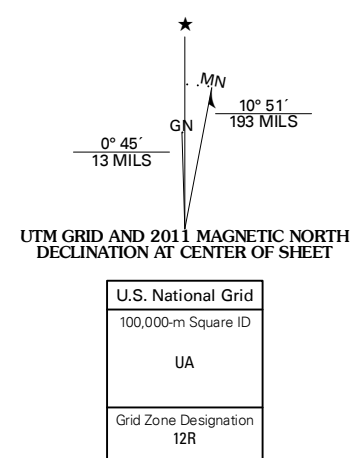 ★
MN
10° 51´
193 MILS
GN
0° 45´
13 MILS
UTM GRID AND 2011 MAGNETIC NORTH
DECLINATION AT CENTER OF SHEET
U.S. National Grid
100,000-m Square ID
UA
Grid Zone Designation
12R